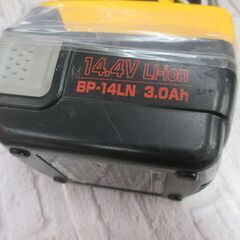 14.4V Li-ion
BP-14LN 3.0Ah